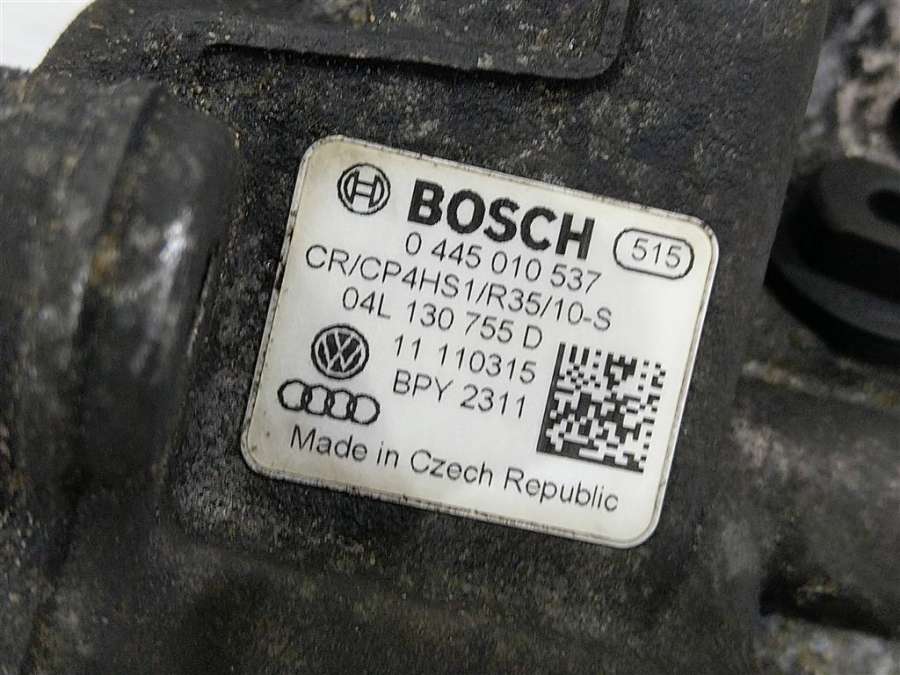 BOSCH 515
0 445 010 537
CR/CP4HS1/R35/10-S
04L 130 755 D
11 110315
BPY 2311
Made in Czech Republic